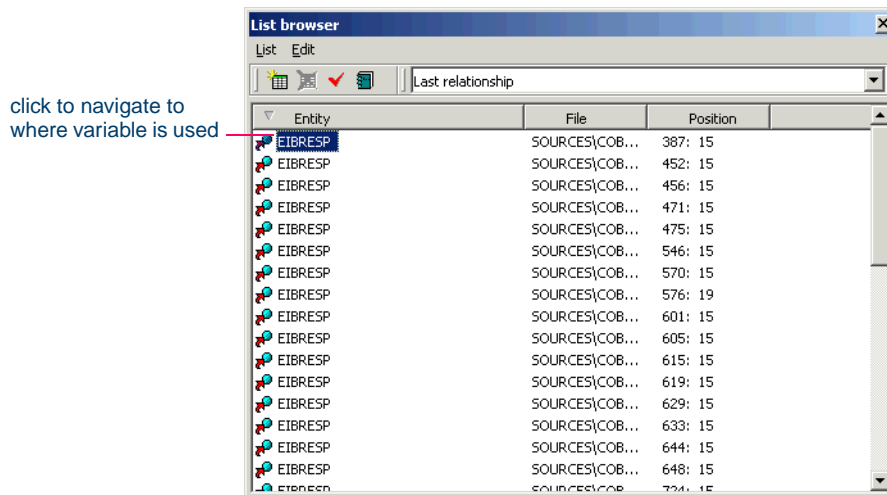 List browser
List Edit
Last relationship
click to navigate to
where variable is used
Entity File Position
EIBRESP SOURCES\COB... 387: 15
EIBRESP SOURCES\COB... 452: 15
EIBRESP SOURCES\COB... 456: 15
EIBRESP SOURCES\COB... 471: 15
EIBRESP SOURCES\COB... 475: 15
EIBRESP SOURCES\COB... 546: 15
EIBRESP SOURCES\COB... 570: 15
EIBRESP SOURCES\COB... 576: 19
EIBRESP SOURCES\COB... 601: 15
EIBRESP SOURCES\COB... 605: 15
EIBRESP SOURCES\COB... 615: 15
EIBRESP SOURCES\COB... 619: 15
EIBRESP SOURCES\COB... 629: 15
EIBRESP SOURCES\COB... 633: 15
EIBRESP SOURCES\COB... 644: 15
EIBRESP SOURCES\COB... 648: 15
EIBRESP SOURCES\COB... 724: 15